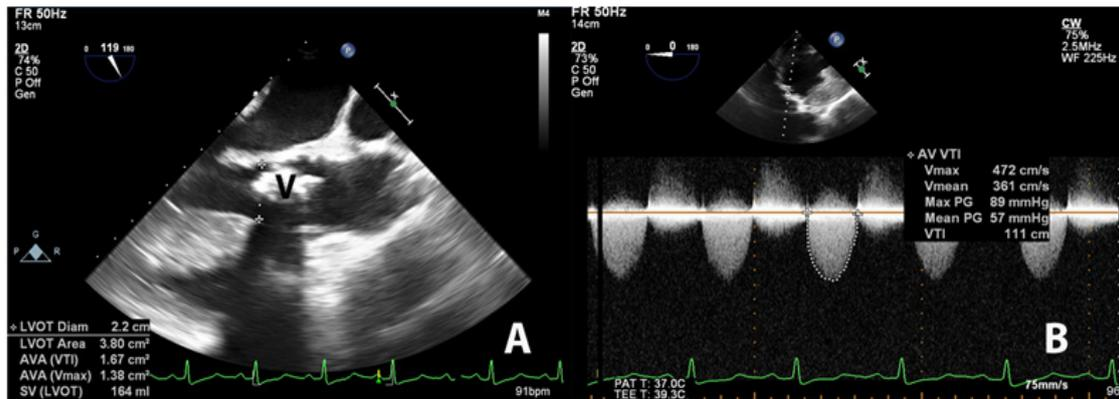 FR 50Hz
13cm
2D
74%
C 50
P Off
Gen
0 119 180
P
M4
X
V
G
P R
LVOT Diam 2.2 cm
LVOT Area 3.80 cm²
AVA (VTI) 1.67 cm²
AVA (Vmax) 1.38 cm²
SV (LVOT) 164 ml
A
91bpm
FR 50Hz
14cm
2D
73%
C 50
P Off
Gen
0 0 180
P
X
CW
75%
2.5MHz
WF 225Hz
AV VTI
Vmax 472 cm/s
Vmean 361 cm/s
Max PG 89 mmHg
Mean PG 57 mmHg
VTI 111 cm
B
PAT T: 37.0C
TEE T: 39.3C
75mm/s